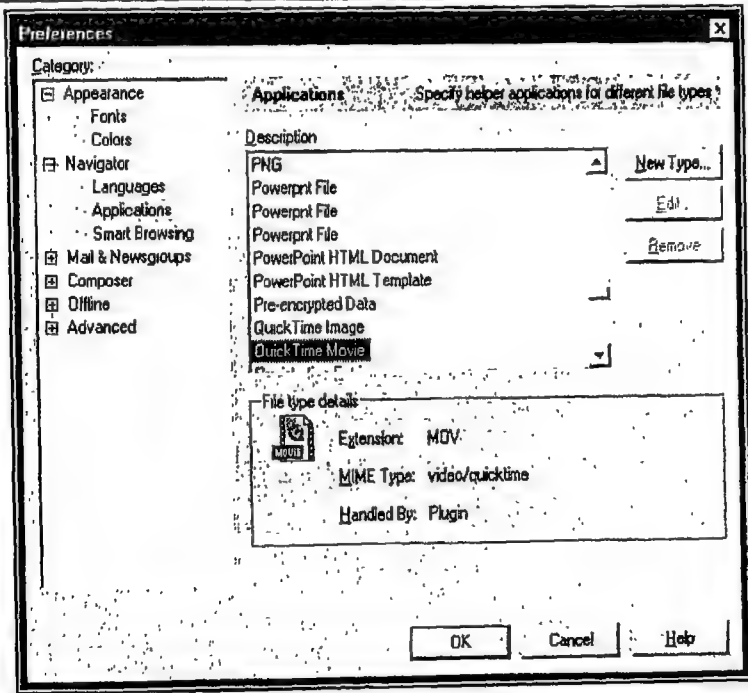 Preferences
Category:
Appearance
Fonts
Colors
Navigator
Languages
Applications
Smart Browsing
Mail & Newsgroups
Composer
Offline
Advanced
Applications Specify helper applications for different file types
Description
PNG
Powerpnt File
Powerpnt File
Powerpnt File
PowerPoint HTML Document
PowerPoint HTML Template
Pre-encrypted Data
QuickTime Image
QuickTime Movie
New Type...
Edit..
Remove
File type details
MOVIE
Extension: MOV
MIME Type: video/quicktime
Handled By: Plugin
OK Cancel Help